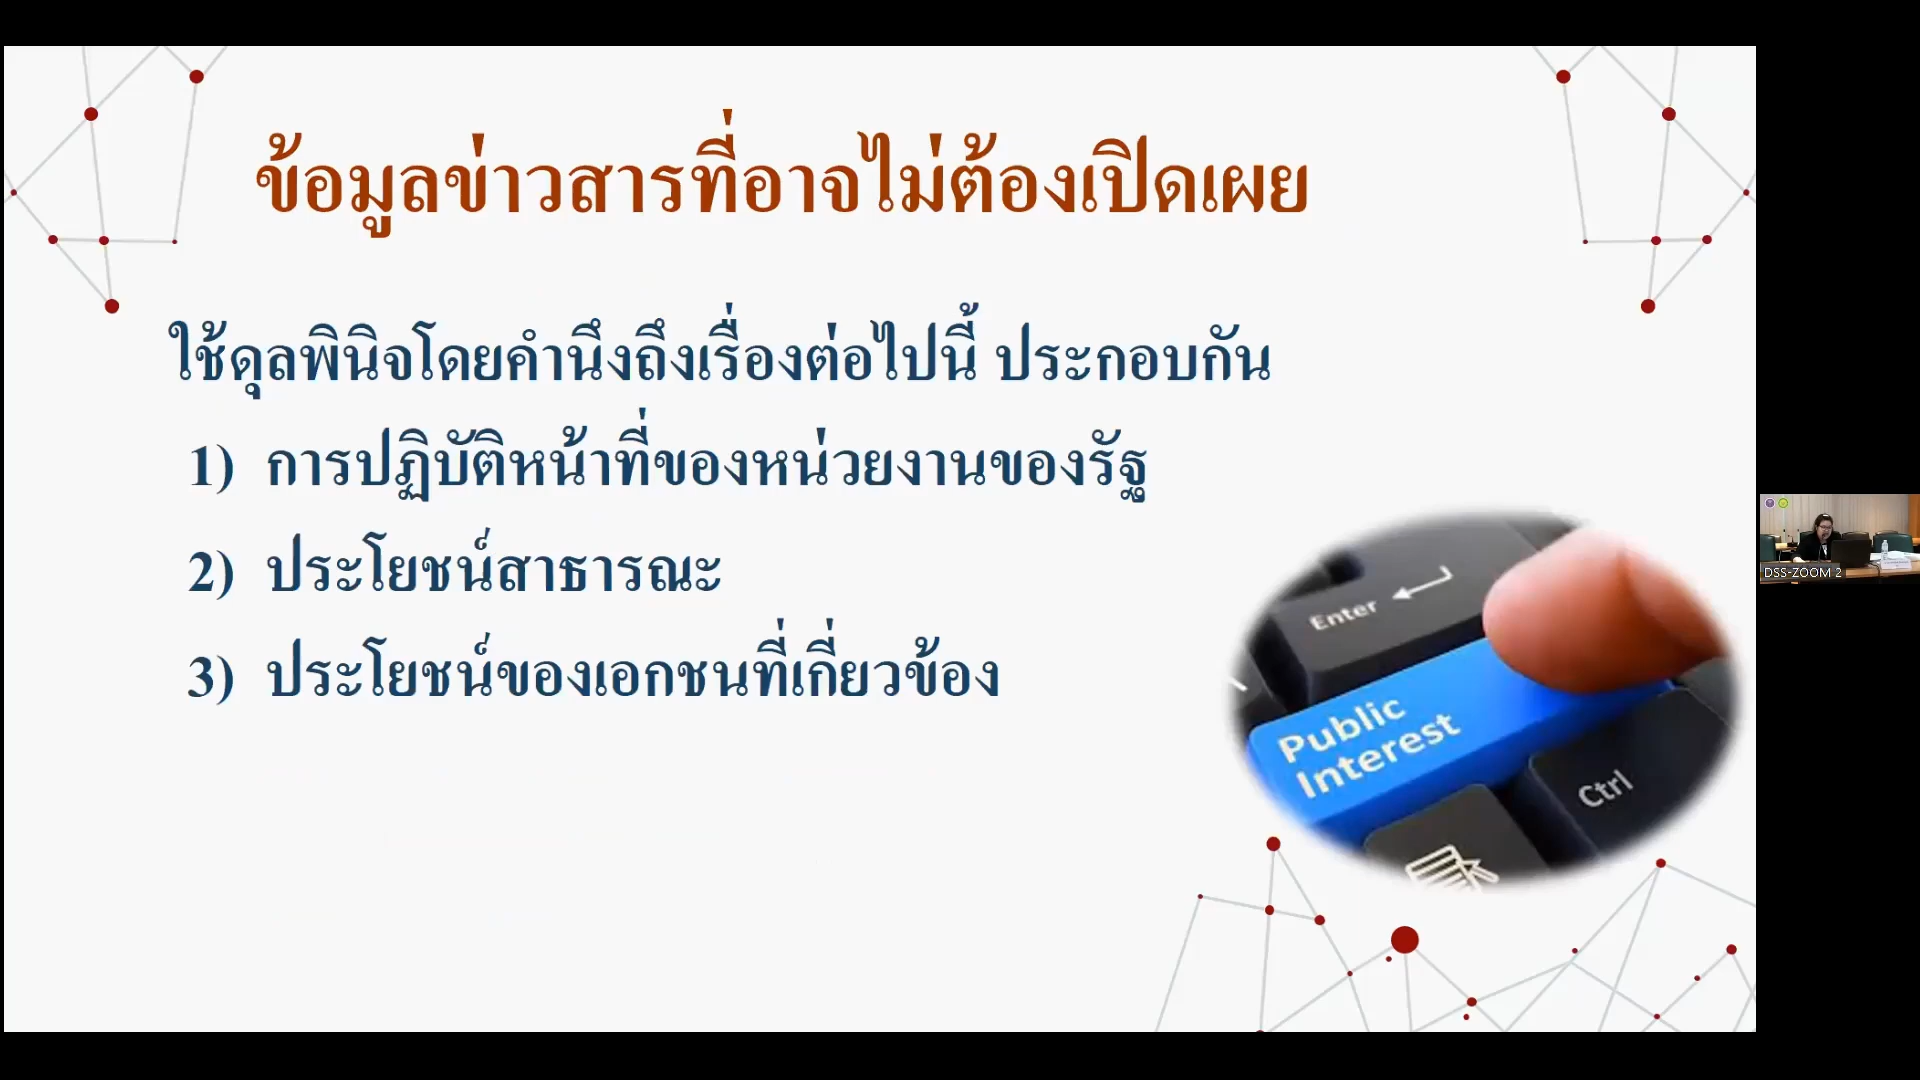 ข้อมูลข่าวสารที่อาจไม่ต้องเปิดเผย
ใช้ดุลพินิจโดยคำนึงถึงเรื่องต่อไปนี้ ประกอบกัน
1) การปฏิบัติหน้าที่ของหน่วยงานของรัฐ
2) ประโยชน์สาธารณะ
3) ประโยชน์ของเอกชนที่เกี่ยวข้อง
Enter
Public
Interest
Ctrl
DSS-ZOOM 2